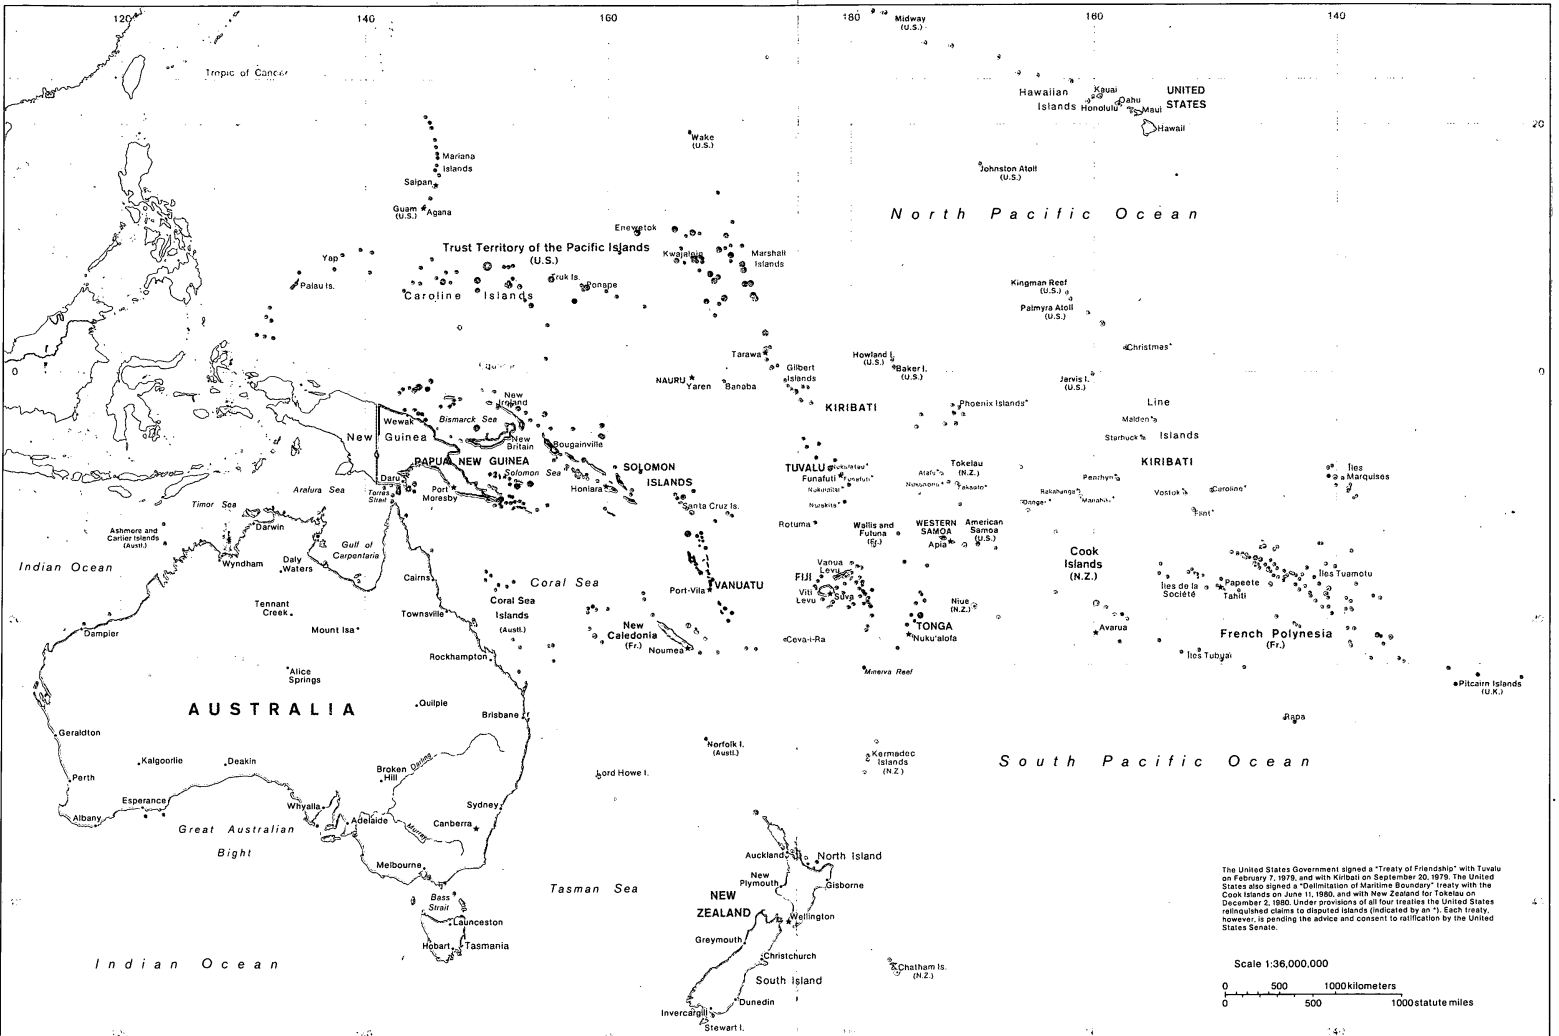 120
140
160
180
160
140
Midway
(U.S.)
Tropic of Cancer
Hawaiian
Islands
Kauai
Oahu
Honolulu
Maui
Hawaii
UNITED
STATES
20
Mariana
Islands
Saipan
Guam
(U.S.)
Agana
Wake
(U.S.)
Johnston Atoll
(U.S.)
North Pacific Ocean
Enewetok
Trust Territory of the Pacific Islands
(U.S.)
Kwajalein
Marshall
Islands
Yap
Palau Is.
Truk Is.
Ponape
Caroline Islands
Kingman Reef
(U.S.)
Palmyra Atoll
(U.S.)
Christmas*
Tarawa
Howland I.
(U.S.)
Baker I.
(U.S.)
Gilbert
Islands
NAURU
Yaren
Banaba
Jarvis I.
(U.S.)
0
0
KIRIBATI
Phoenix Islands*
Line
Islands
Malden*
Starbuck*
KIRIBATI
New
Ireland
Wewak
Bismarck Sea
New Guinea
New
Britain
Bougainville
PAPUA NEW GUINEA
Solomon Sea
SOLOMON
ISLANDS
Honiara
Daru
Torres
Strait
Port
Moresby
Santa Cruz Is.
TUVALU
Funafuti
Funafuti*
Nurakita*
Atafu*
Tokelau
(N.Z.)
Fakaofo*
Penrhyn*
Rakahanga*
Manahiki*
Danger*
Vostok*
Caroline*
Flint*
Îles
Marquises
Arafura Sea
Timor Sea
Ashmore and
Cartier Islands
(Austl.)
Darwin
Gulf of
Carpentaria
Wyndham
Daly
Waters
Indian Ocean
Rotuma
Wallis and
Futuna
(Fr.)
WESTERN
SAMOA
Apia
American
Samoa
(U.S.)
Cook
Islands
(N.Z.)
Îles de la
Société
Papeete
Tahiti
Îles Tuamotu
Cairns
Coral Sea
Coral Sea
Islands
(Austl.)
Port-Vila
VANUATU
Vanua
Levu
FIJI
Viti
Levu
Suva
Niue
(N.Z.)
Tennant
Creek
Townsville
Mount Isa
Dampier
New
Caledonia
(Fr.)
Noumea
Ceva-i-Ra
TONGA
Nuku'alofa
Avarua
French Polynesia
(Fr.)
Îles Tubuaï
Rockhampton
Alice
Springs
Minerva Reef
Pitcairn Islands
(U.K.)
AUSTRALIA
Quilpie
Brisbane
Rapa
Geraldton
Norfolk I.
(Austl.)
Kermadec
Islands
(N.Z.)
South Pacific Ocean
Kalgoorlie
Deakin
Broken
Hill
Darling
Lord Howe I.
Perth
Esperance
Albany
Whyalla
Adelaide
Sydney
Canberra
Murray
Great Australian
Bight
Melbourne
Auckland
North Island
New
Plymouth
Gisborne
Tasman Sea
Bass
Strait
NEW
ZEALAND
Wellington
Launceston
Hobart
Tasmania
Greymouth
Christchurch
Chatham Is.
(N.Z.)
Indian Ocean
South Island
Dunedin
Invercargill
Stewart I.
The United States Government signed a "Treaty of Friendship" with Tuvalu
on February 7, 1979, and with Kiribati on September 20, 1979. The United
States also signed a "Delimitation of Maritime Boundary" treaty with the
Cook Islands on June 11, 1980, and with New Zealand for Tokelau on
December 2, 1980. Under provisions of all four treaties the United States
relinquished claims to disputed islands (indicated by an *). Each treaty,
however, is pending the advice and consent to ratification by the United
States Senate.
Scale 1:36,000,000
0 500 1000 kilometers
0 500 1000 statute miles